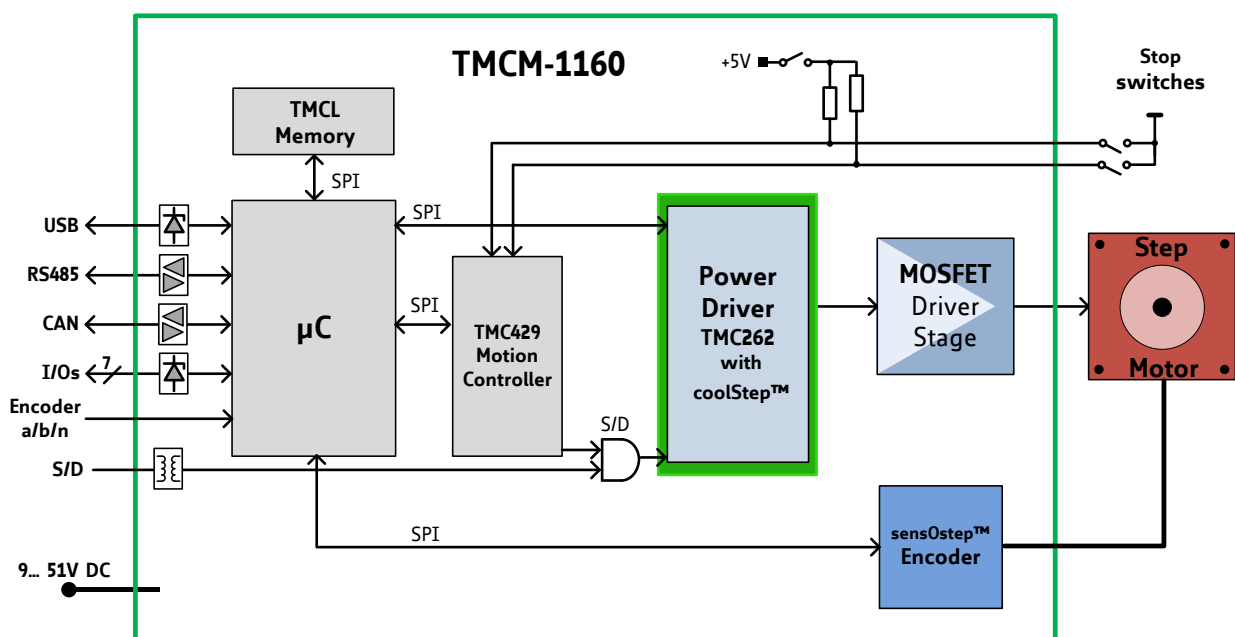 TMCM-1160
+5V
Stop
switches
TMCL
Memory
SPI
USB
RS485
CAN
7
I/Os
Encoder
a/b/n
S/D
9... 51V DC
µC
SPI
SPI
TMC429
Motion
Controller
S/D
Power
Driver
TMC262
with
coolStep™
MOSFET
Driver
Stage
Step
Motor
SPI
sensOstep™
Encoder